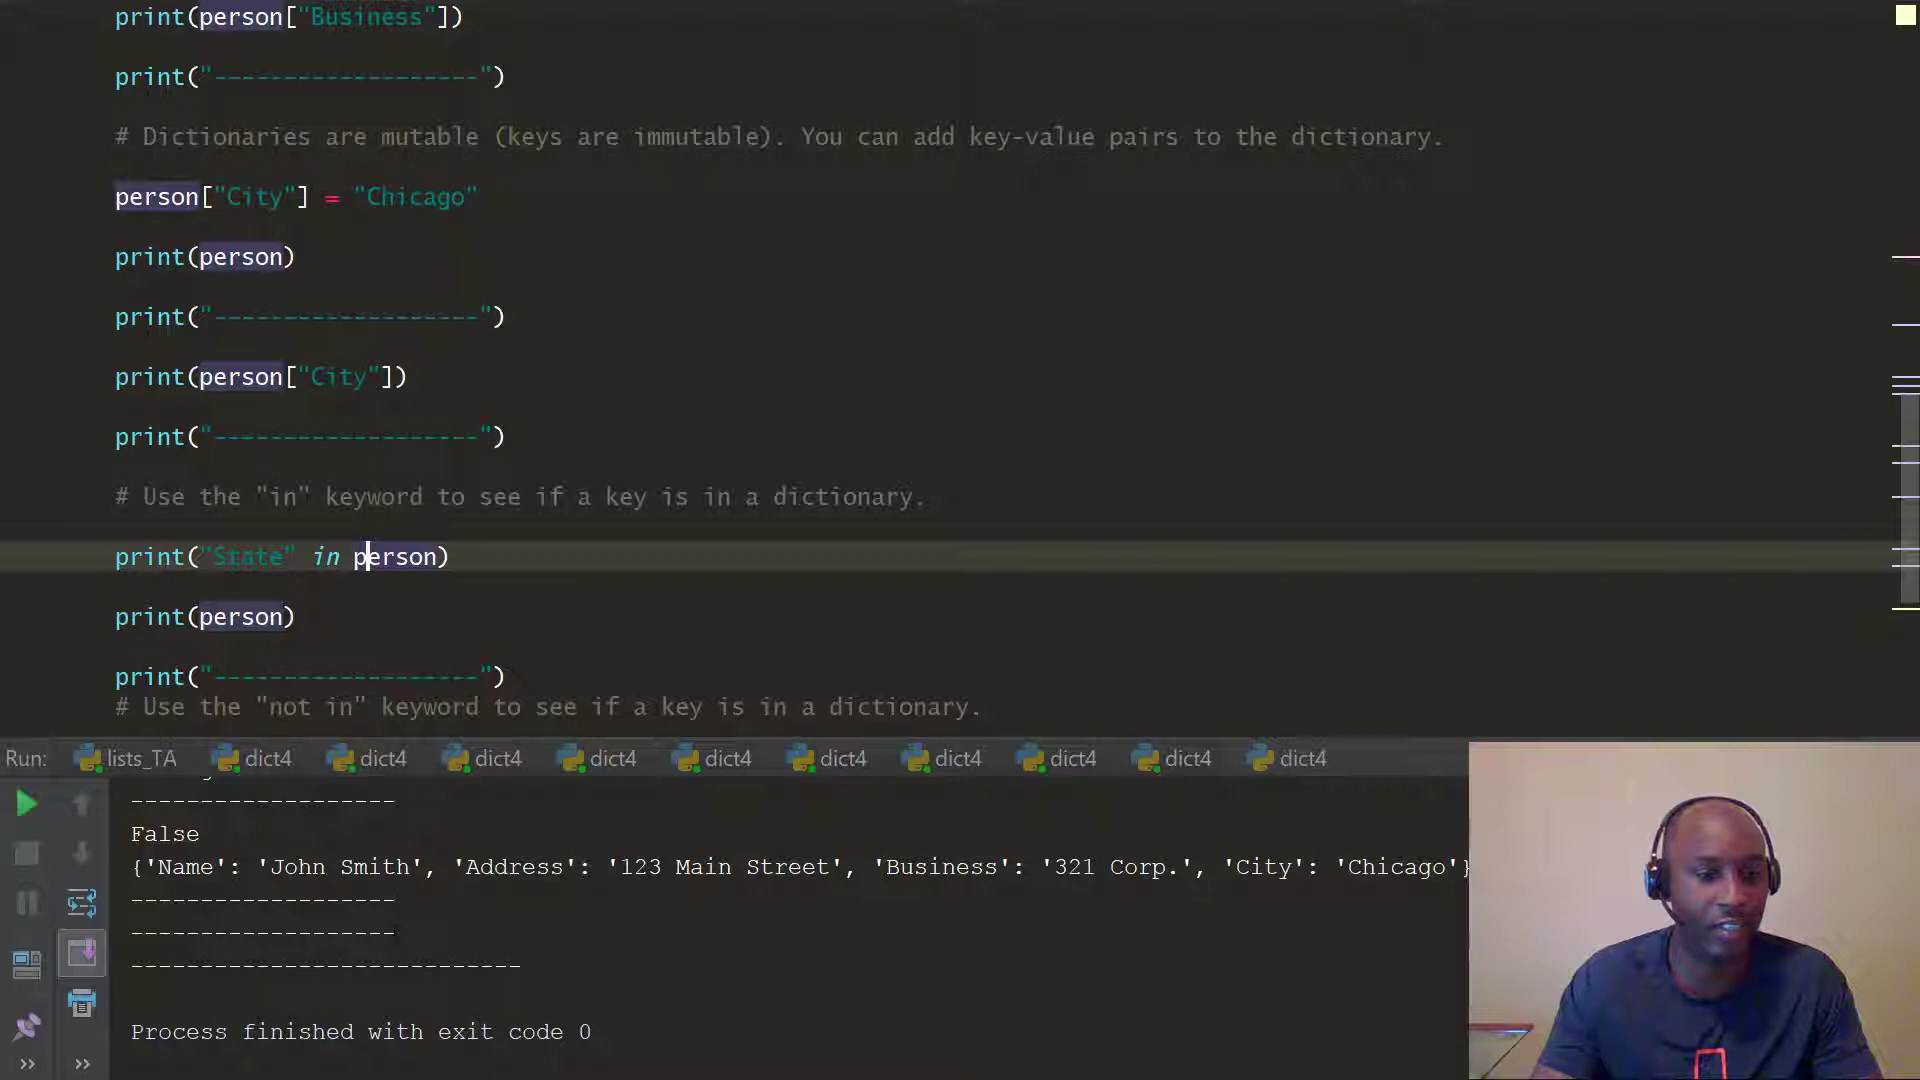 print(person["Business"])
print("-------------------")
# Dictionaries are mutable (keys are immutable). You can add key-value pairs to the dictionary.
person["City"] = "Chicago"
print(person)
print("-------------------")
print(person["City"])
print("-------------------")
# Use the "in" keyword to see if a key is in a dictionary.
print("State" in person)
print(person)
print("-------------------")
# Use the "not in" keyword to see if a key is in a dictionary.
Run: lists_TA dict4 dict4 dict4 dict4 dict4 dict4 dict4 dict4 dict4 dict4
-------------------
False
{'Name': 'John Smith', 'Address': '123 Main Street', 'Business': '321 Corp.', 'City': 'Chicago'}
-------------------
-------------------
----------------------------
Process finished with exit code 0